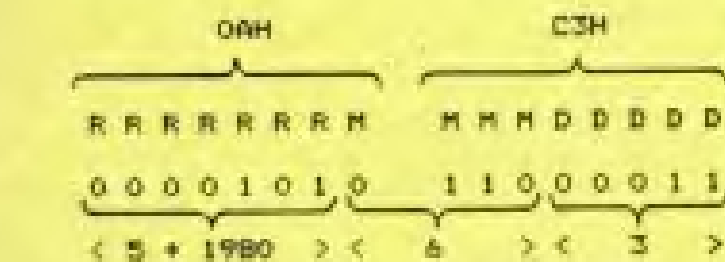 0AH C3H
R R R R R R R M M M M D D D D D
0 0 0 0 1 0 1 0 1 1 0 0 0 0 1 1
< 5 + 1980 > < 6 > < 3 >